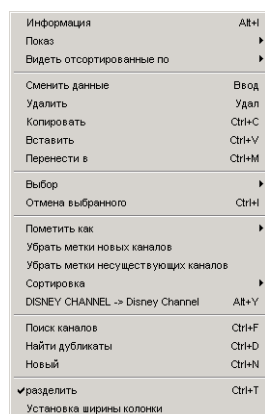 Информация Alt+I
Показ
Видеть отсортированные по
Сменить данные Ввод
Удалить Удал
Копировать Ctrl+C
Вставить Ctrl+V
Перенести в Ctrl+M
Выбор
Отмена выбранного Ctrl+I
Пометить как
Убрать метки новых каналов
Убрать метки несуществующих каналов
Сортировка
DISNEY CHANNEL -> Disney Channel Alt+Y
Поиск каналов Ctrl+F
Найти дубликаты Ctrl+D
Новый Ctrl+N
разделить Ctrl+T
Установка ширины колонки